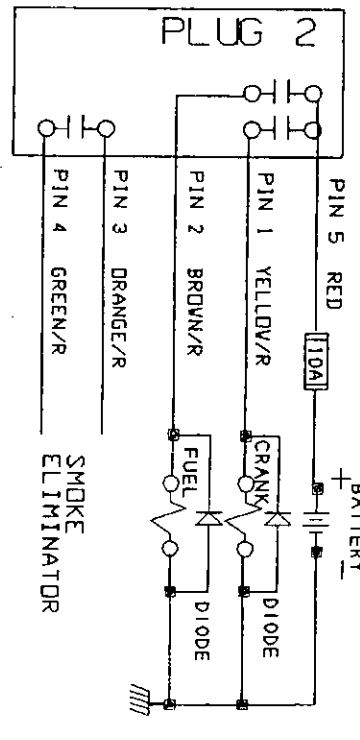 PLUG 2
PIN 5 RED
10A
+ BATTERY -
PIN 1 YELLOW/R
CRANK
DIODE
PIN 2 BROWN/R
FUEL
DIODE
PIN 3 ORANGE/R
PIN 4 GREEN/R
SMOKE
ELIMINATOR